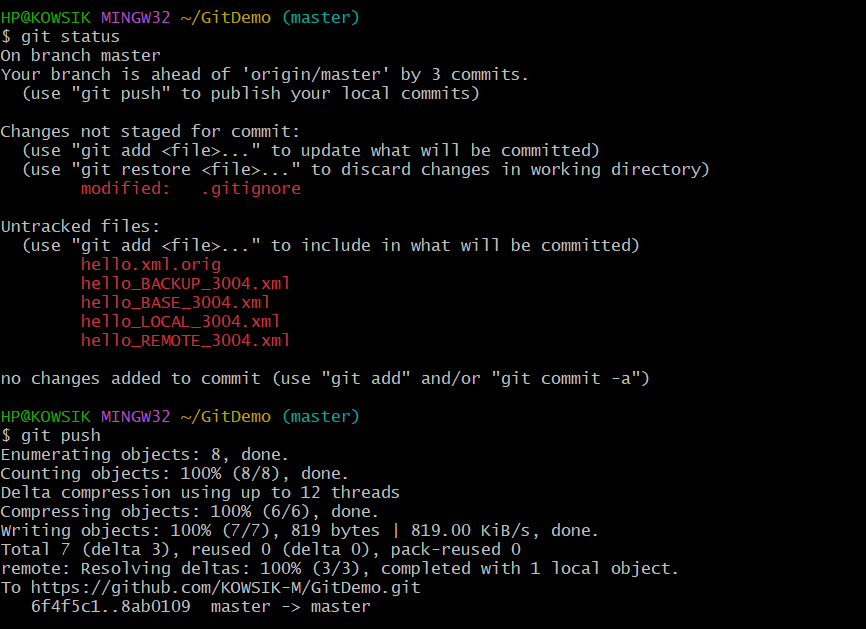 HP@KOWSIK MINGW32 ~/GitDemo (master)
$ git status
On branch master
Your branch is ahead of 'origin/master' by 3 commits.
  (use "git push" to publish your local commits)

Changes not staged for commit:
  (use "git add <file>..." to update what will be committed)
  (use "git restore <file>..." to discard changes in working directory)
        modified:   .gitignore

Untracked files:
  (use "git add <file>..." to include in what will be committed)
        hello.xml.orig
        hello_BACKUP_3004.xml
        hello_BASE_3004.xml
        hello_LOCAL_3004.xml
        hello_REMOTE_3004.xml

no changes added to commit (use "git add" and/or "git commit -a")

HP@KOWSIK MINGW32 ~/GitDemo (master)
$ git push
Enumerating objects: 8, done.
Counting objects: 100% (8/8), done.
Delta compression using up to 12 threads
Compressing objects: 100% (6/6), done.
Writing objects: 100% (7/7), 819 bytes | 819.00 KiB/s, done.
Total 7 (delta 3), reused 0 (delta 0), pack-reused 0
remote: Resolving deltas: 100% (3/3), completed with 1 local object.
To https://github.com/KOWSIK-M/GitDemo.git
   6f4f5c1..8ab0109  master -> master